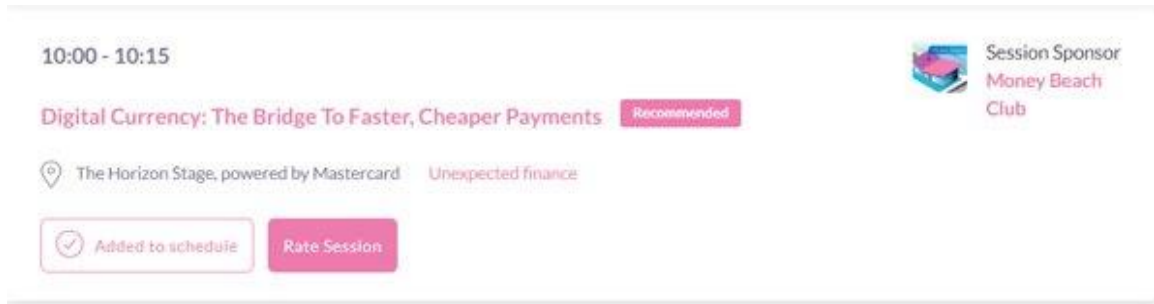 10:00 - 10:15
Session Sponsor
Money Beach
Club
Digital Currency: The Bridge To Faster, Cheaper Payments
Recommended
The Horizon Stage, powered by Mastercard
Unexpected finance
Added to schedule
Rate Session